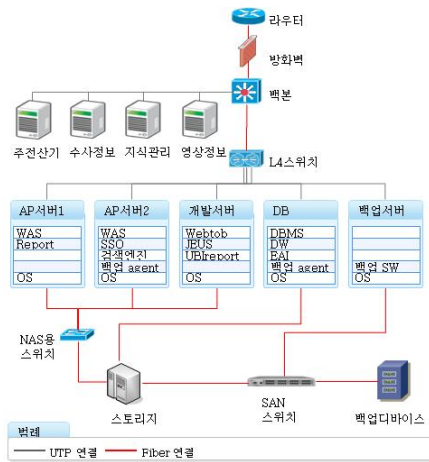 라우터
방화벽
백본
주전산기
수사정보
지식관리
영상정보
L4스위치
AP서버1
WAS
Report
OS
AP서버2
WAS
SSO
검색엔진
백업 agent
OS
개발서버
Webtob
JEUS
UBIreport
OS
DB
DBMS
DW
EAI
백업 agent
OS
백업서버
백업 SW
OS
NAS용
스위치
스토리지
SAN
스위치
백업디바이스
범례
UTP 연결
Fiber 연결